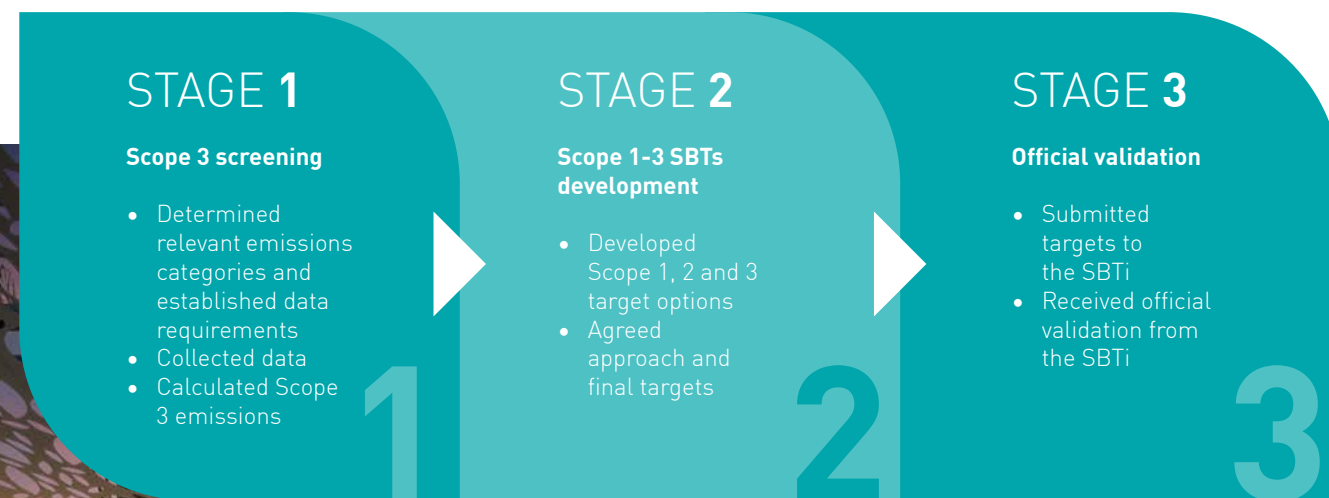 STAGE 1
Scope 3 screening
• Determined
relevant emissions
categories and
established data
requirements
• Collected data
• Calculated Scope
3 emissions
1
STAGE 2
Scope 1-3 SBTs
development
• Developed
Scope 1, 2 and 3
target options
• Agreed
approach and
final targets
2
STAGE 3
Official validation
• Submitted
targets to
the SBTi
• Received official
validation from
the SBTi
3